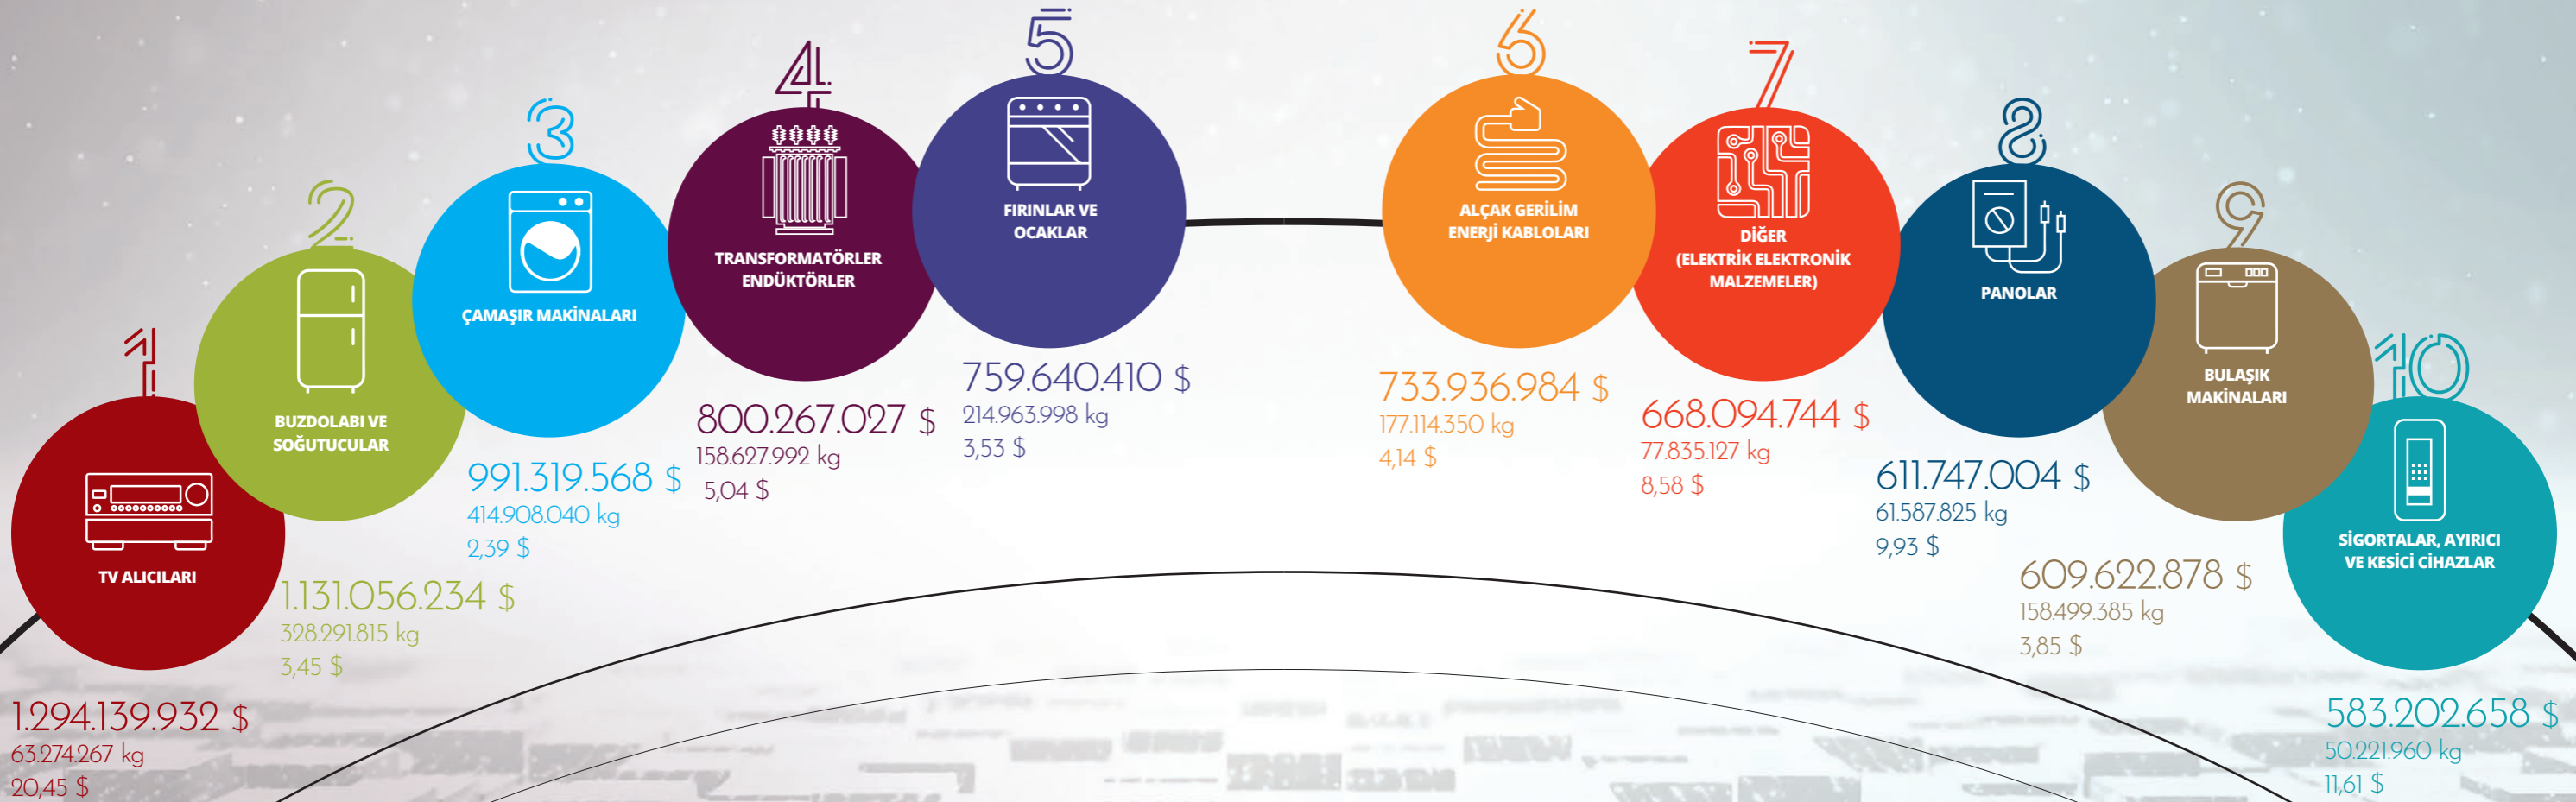 1
TV ALICILARI
1.294.139.932 $
63.274.267 kg
20,45 $
2
BUZDOLABI VE
SOĞUTUCULAR
1.131.056.234 $
328.291.815 kg
3,45 $
3
ÇAMAŞIR MAKİNALARI
991.319.568 $
414.908.040 kg
2,39 $
4
TRANSFORMATÖRLER
ENDÜKTÖRLER
800.267.027 $
158.627.992 kg
5,04 $
5
FIRINLAR VE
OCAKLAR
759.640.410 $
214.963.998 kg
3,53 $
6
ALÇAK GERİLİM
ENERJİ KABLOLARI
733.936.984 $
177.114.350 kg
4,14 $
7
DİĞER
(ELEKTRİK ELEKTRONİK
MALZEMELER)
668.094.744 $
77.835.127 kg
8,58 $
8
PANOLAR
611.747.004 $
61.587.825 kg
9,93 $
9
BULAŞIK
MAKİNALARI
609.622.878 $
158.499.385 kg
3,85 $
10
SİGORTALAR, AYIRICI
VE KESİCİ CİHAZLAR
583.202.658 $
50.221.960 kg
11,61 $